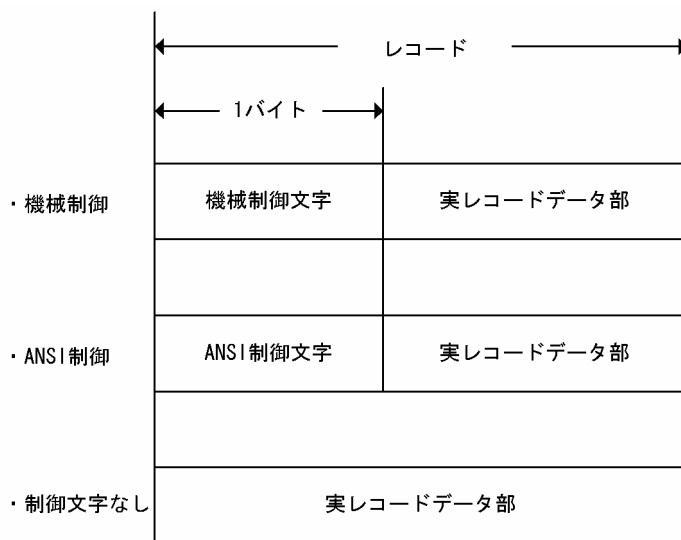 レコード
1バイト
・機械制御 機械制御文字 実レコードデータ部
・ANSI制御 ANSI制御文字 実レコードデータ部
・制御文字なし 実レコードデータ部